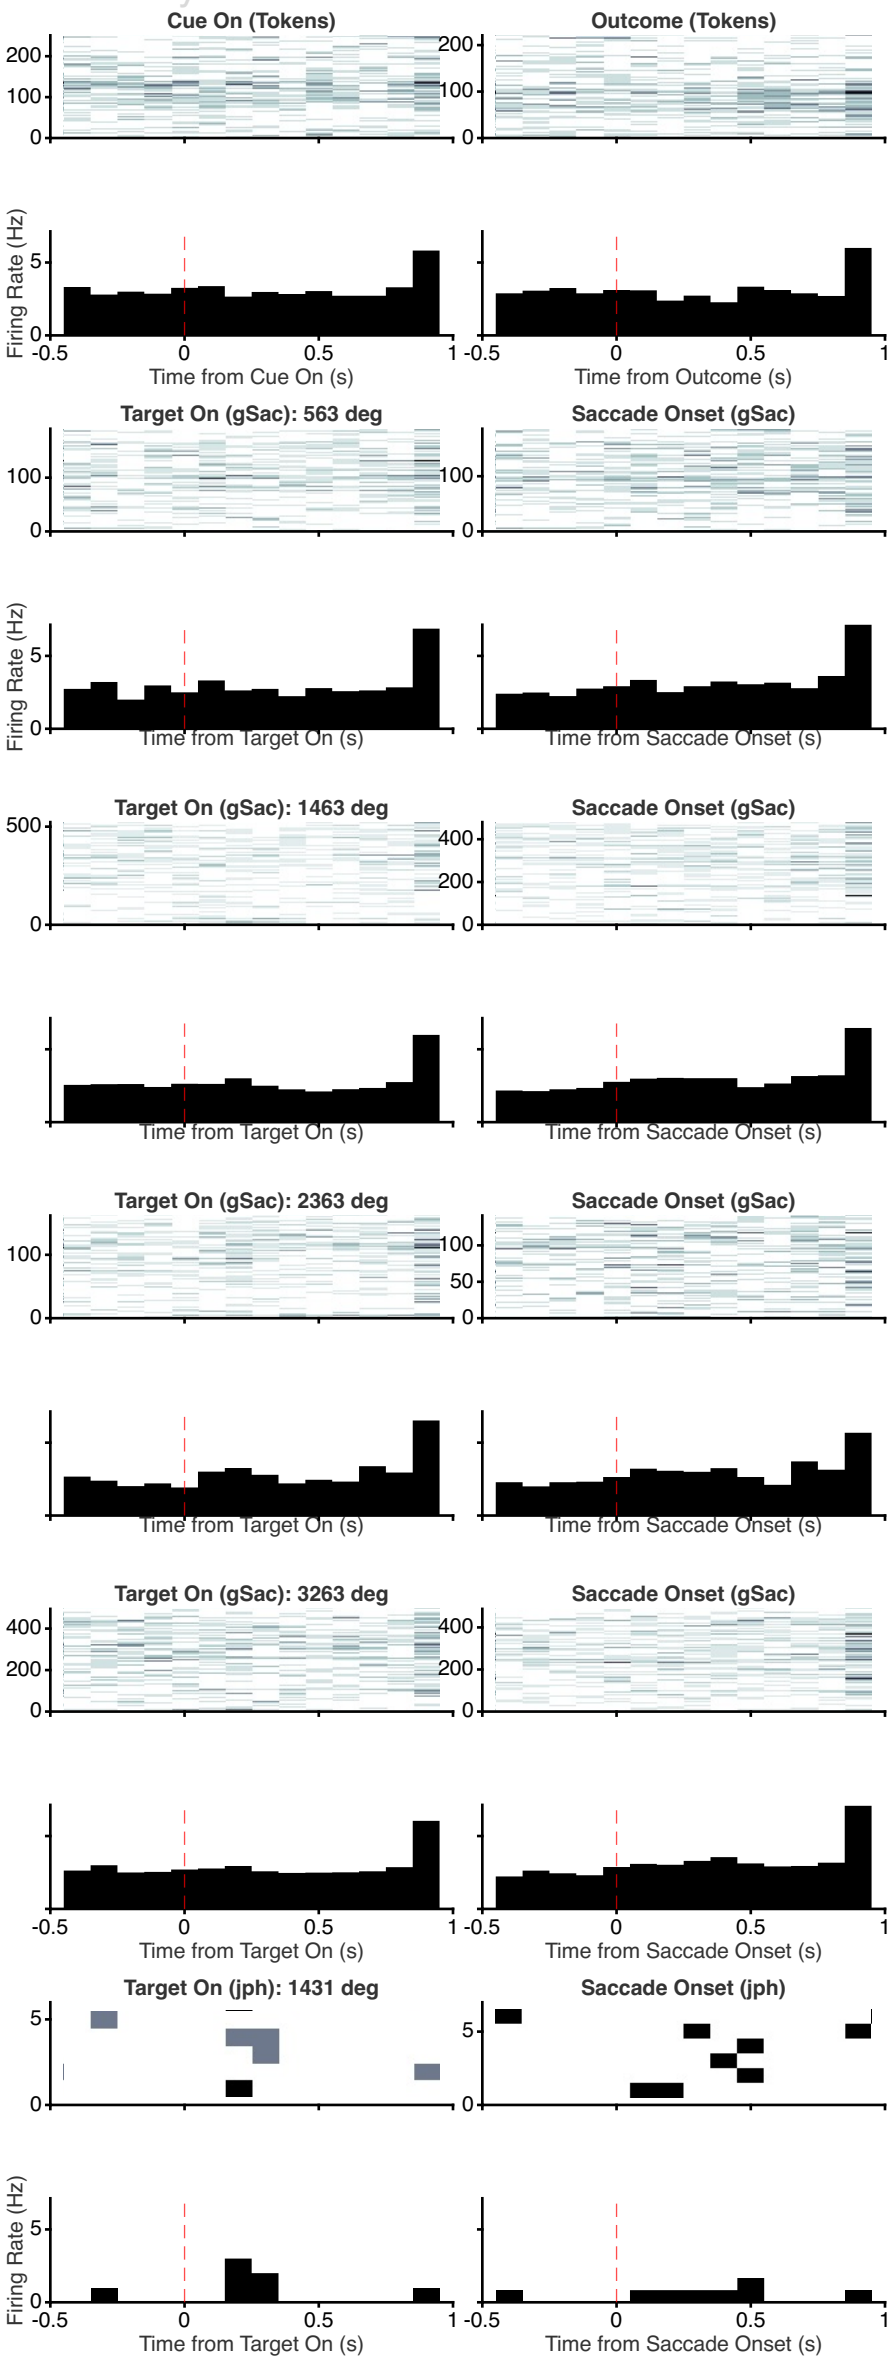 Cue On (Tokens)
Outcome (Tokens)
200
100
0
200
100
0
Firing Rate (Hz)
5
0
-0.5 0 0.5 1
-0.5 0 0.5 1
Time from Cue On (s)
Time from Outcome (s)
Target On (gSac): 563 deg
Saccade Onset (gSac)
100
0
100
0
Firing Rate (Hz)
5
0
Time from Target On (s)
Time from Saccade Onset (s)
Target On (gSac): 1463 deg
Saccade Onset (gSac)
500
0
400
200
0
Time from Target On (s)
Time from Saccade Onset (s)
Target On (gSac): 2363 deg
Saccade Onset (gSac)
100
0
100
50
0
Time from Target On (s)
Time from Saccade Onset (s)
Target On (gSac): 3263 deg
Saccade Onset (gSac)
400
200
0
400
200
0
-0.5 0 0.5 1
-0.5 0 0.5 1
Time from Target On (s)
Time from Saccade Onset (s)
Target On (jph): 1431 deg
Saccade Onset (jph)
5
0
5
0
Firing Rate (Hz)
5
0
-0.5 0 0.5 1
-0.5 0 0.5 1
Time from Target On (s)
Time from Saccade Onset (s)